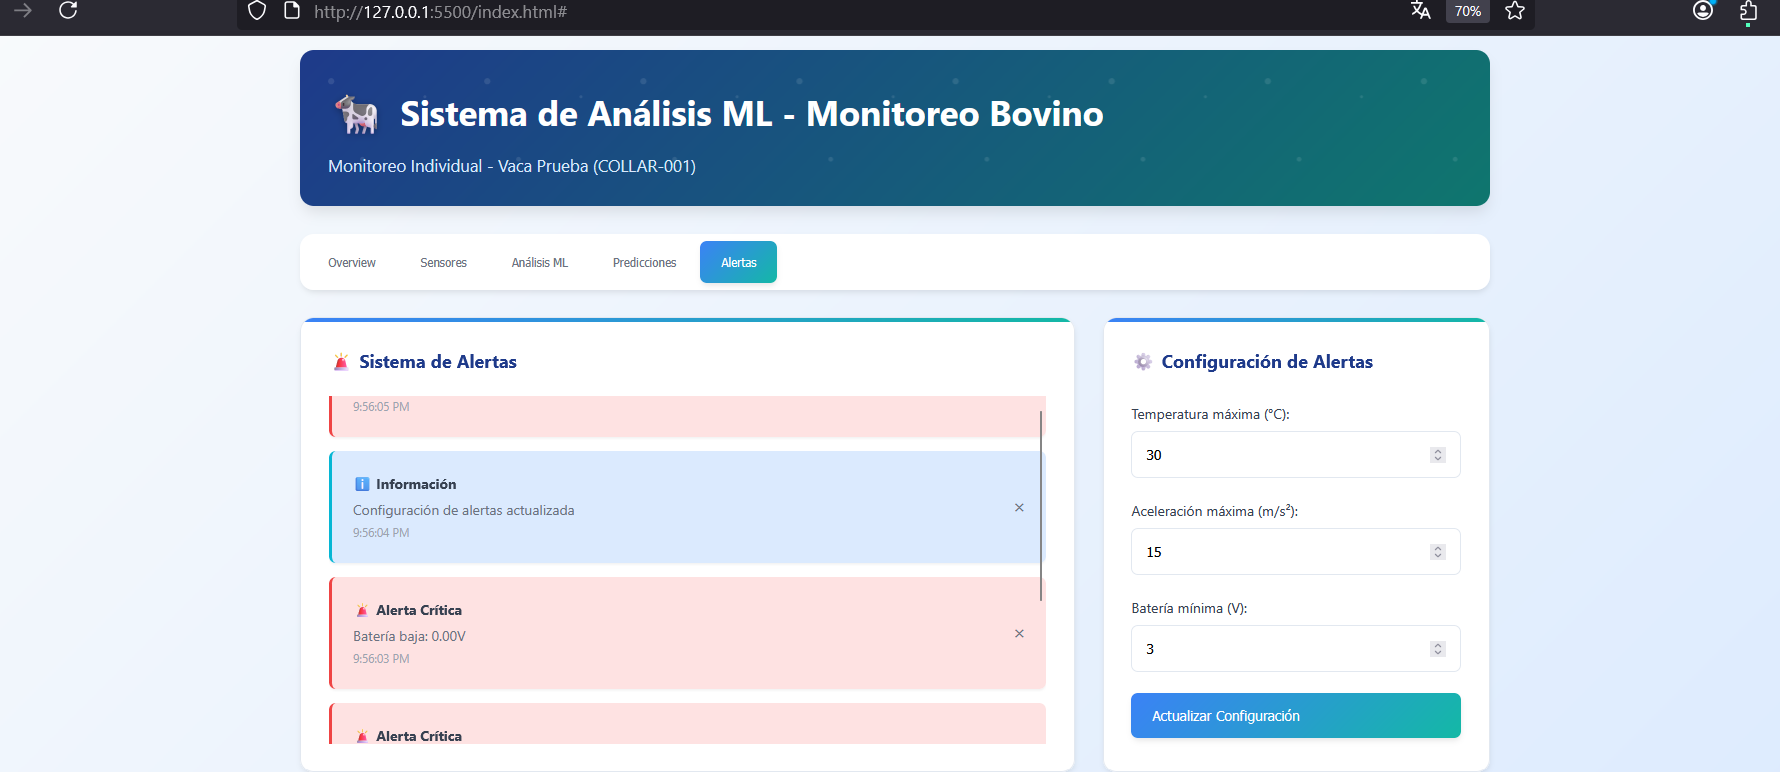 http://127.0.0.1:5500/index.html#
70%
Sistema de Análisis ML - Monitoreo Bovino
Monitoreo Individual - Vaca Prueba (COLLAR-001)
Overview
Sensores
Análisis ML
Predicciones
Alertas
Sistema de Alertas
9:56:05 PM
Información
Configuración de alertas actualizada
9:56:04 PM
Alerta Crítica
Batería baja: 0.00V
9:56:03 PM
Alerta Crítica
Configuración de Alertas
Temperatura máxima (°C):
30
Aceleración máxima (m/s²):
15
Batería mínima (V):
3
Actualizar Configuración